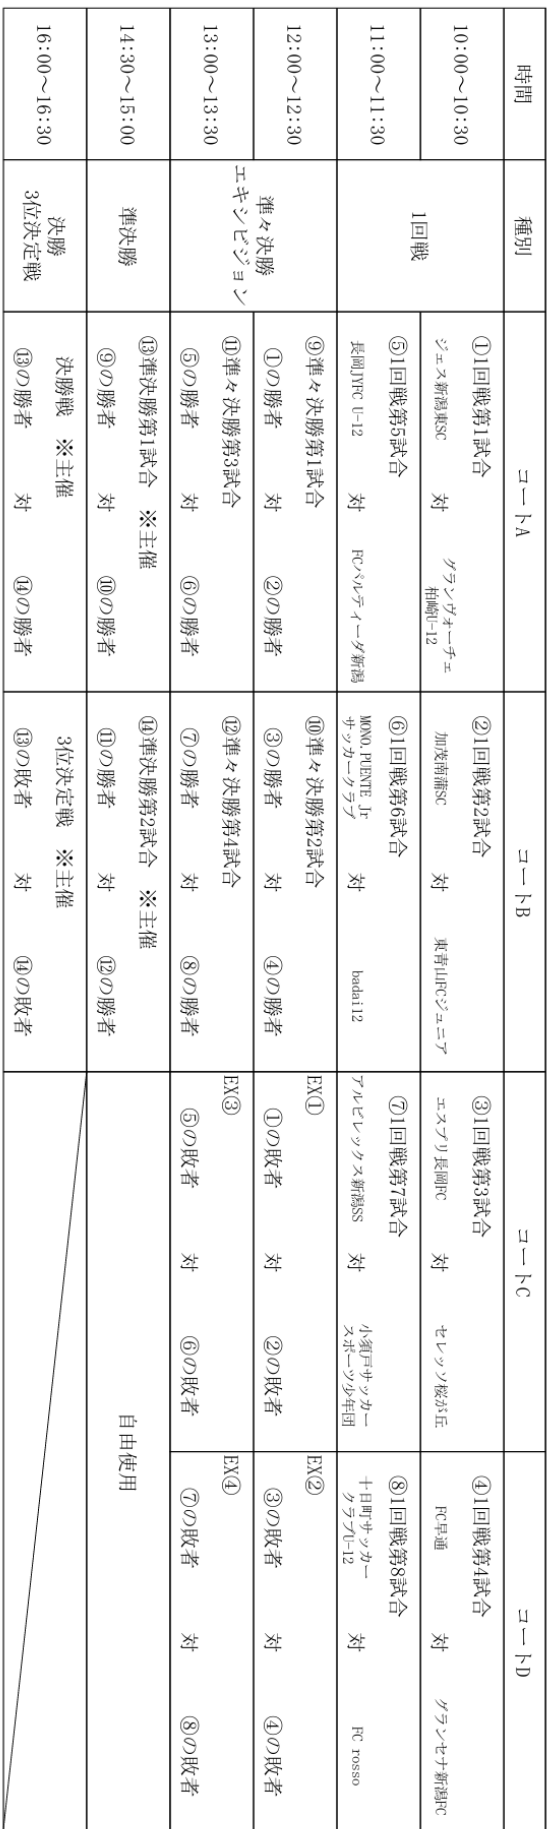 時間
種別
コートA
コートB
コートC
コートD
10:00～10:30
1回戦
①1回戦第1試合
ジェス新潟東SC
対
グランヴォーチェ
柏崎U-12
②1回戦第2試合
加茂南蒲SC
対
東青山FCジュニア
③1回戦第3試合
エスプリ長岡FC
対
セレッソ桜が丘
④1回戦第4試合
FC早通
対
グランセナ新潟FC
11:00～11:30
⑤1回戦第5試合
長岡JYFC U-12
対
FCパルティーダ新潟
⑥1回戦第6試合
MONO.PUENTE Jr
サッカークラブ
対
badai12
⑦1回戦第7試合
アルビレックス新潟SS
対
小須戸サッカー
スポーツ少年団
⑧1回戦第8試合
十日町サッカー
クラブU-12
対
FC rosso
12:00～12:30
準々決勝
エキシビジョン
⑨準々決勝第1試合
①の勝者 対 ②の勝者
⑩準々決勝第2試合
③の勝者 対 ④の勝者
EX①
①の敗者 対 ②の敗者
EX②
③の敗者 対 ④の敗者
13:00～13:30
⑪準々決勝第3試合
⑤の勝者 対 ⑥の勝者
⑫準々決勝第4試合
⑦の勝者 対 ⑧の勝者
EX③
⑤の敗者 対 ⑥の敗者
EX④
⑦の敗者 対 ⑧の敗者
14:30～15:00
準決勝
⑬準決勝第1試合 ※主催
⑨の勝者 対 ⑩の勝者
⑭準決勝第2試合 ※主催
⑪の勝者 対 ⑫の勝者
自由使用
16:00～16:30
決勝
3位決定戦
決勝戦 ※主催
⑬の勝者 対 ⑭の勝者
3位決定戦 ※主催
⑬の敗者 対 ⑭の敗者